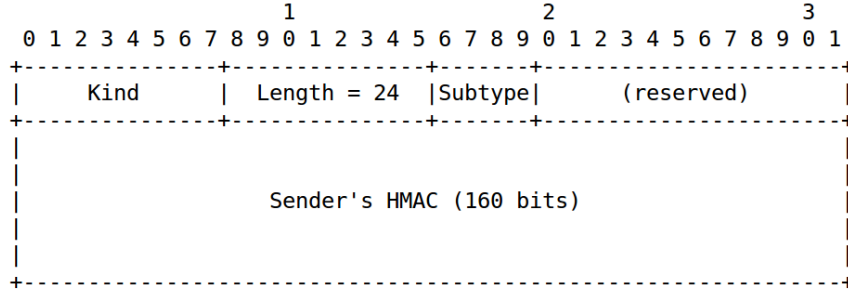 1 2 3
0 1 2 3 4 5 6 7 8 9 0 1 2 3 4 5 6 7 8 9 0 1 2 3 4 5 6 7 8 9 0 1
+---------------+---------------+-------+-----------------------+
| Kind | Length = 24 |Subtype| (reserved) |
+---------------+---------------+-------+-----------------------+
| |
| |
| Sender's HMAC (160 bits) |
| |
| |
+---------------------------------------------------------------+